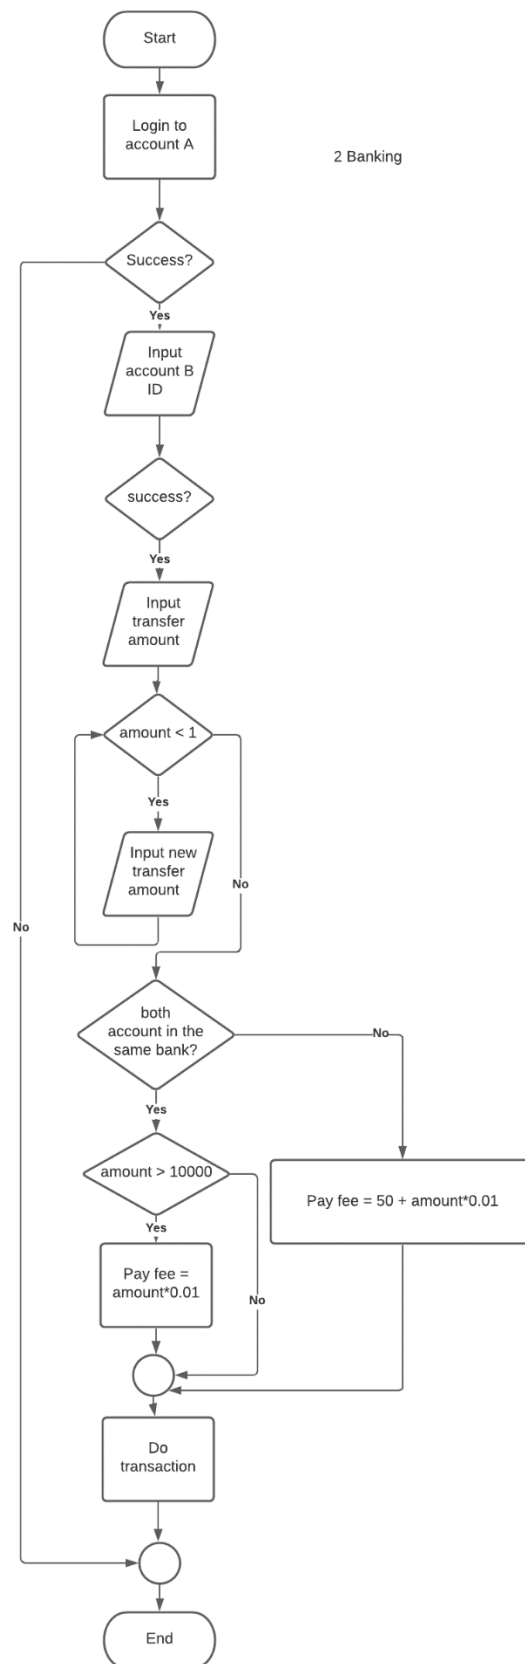 Start
Login to
account A
2 Banking
Success?
Yes
Input
account B
ID
success?
Yes
Input
transfer
amount
amount < 1
Yes
Input new
transfer
amount
No
No
both
account in the
same bank?
No
Yes
amount > 10000
Pay fee = 50 + amount*0.01
Yes
Pay fee =
amount*0.01
No
Do
transaction
End